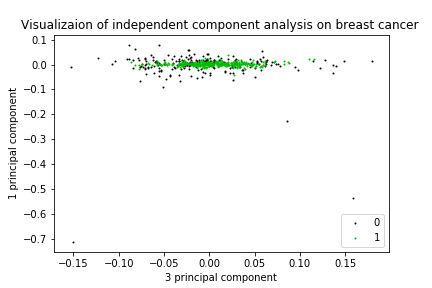 Visualizaion of independent component analysis on breast cancer
0.1
0.0
−0.1
−0.2
−0.3
−0.4
−0.5
−0.6
−0.7
1 principal component
0
1
−0.15 −0.10 −0.05 0.00 0.05 0.10 0.15
3 principal component